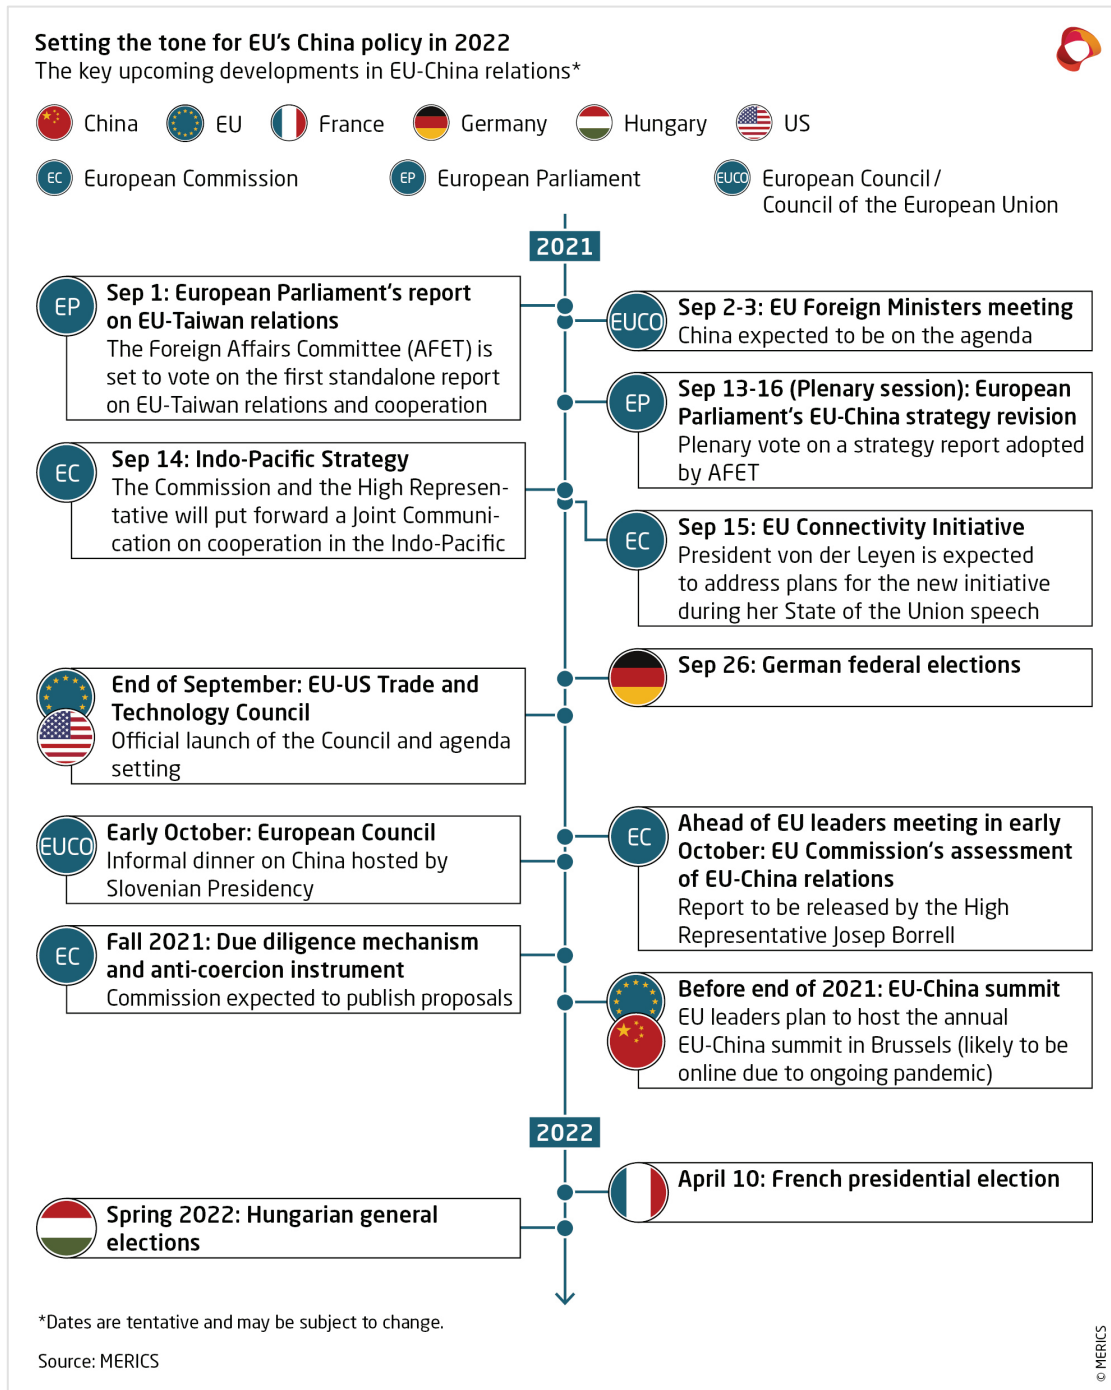 Setting the tone for EU's China policy in 2022
The key upcoming developments in EU-China relations*
China
EU
France
Germany
Hungary
US
EC
European Commission
EP
European Parliament
EUCO
European Council/
Council of the European Union
2021
EP
Sep 1: European Parliament‘s report
on EU-Taiwan relations
The Foreign Affairs Committee (AFET) is
set to vote on the first standalone report
on EU-Taiwan relations and cooperation
EUCO
Sep 2-3: EU Foreign Ministers meeting
China expected to be on the agenda
EP
Sep 13-16 (Plenary session): European
Parliament‘s EU-China strategy revision
Plenary vote on a strategy report adopted
by AFET
EC
Sep 14: Indo-Pacific Strategy
The Commission and the High Represen-
tative will put forward a Joint Communi-
cation on cooperation in the Indo-Pacific
EC
Sep 15: EU Connectivity Initiative
President von der Leyen is expected
to address plans for the new initiative
during her State of the Union speech
Sep 26: German federal elections
End of September: EU-US Trade and
Technology Council
Official launch of the Council and agenda
setting
EC
Ahead of EU leaders meeting in early
October: EU Commission‘s assessment
of EU-China relations
Report to be released by the High
Representative Josep Borrell
EUCO
Early October: European Council
Informal dinner on China hosted by
Slovenian Presidency
EC
Fall 2021: Due diligence mechanism
and anti-coercion instrument
Commission expected to publish proposals
Before end of 2021: EU-China summit
EU leaders plan to host the annual
EU-China summit in Brussels (likely to be
online due to ongoing pandemic)
2022
April 10: French presidential election
Spring 2022: Hungarian general
elections
*Dates are tentative and may be subject to change.
Source: MERICS
© MERICS